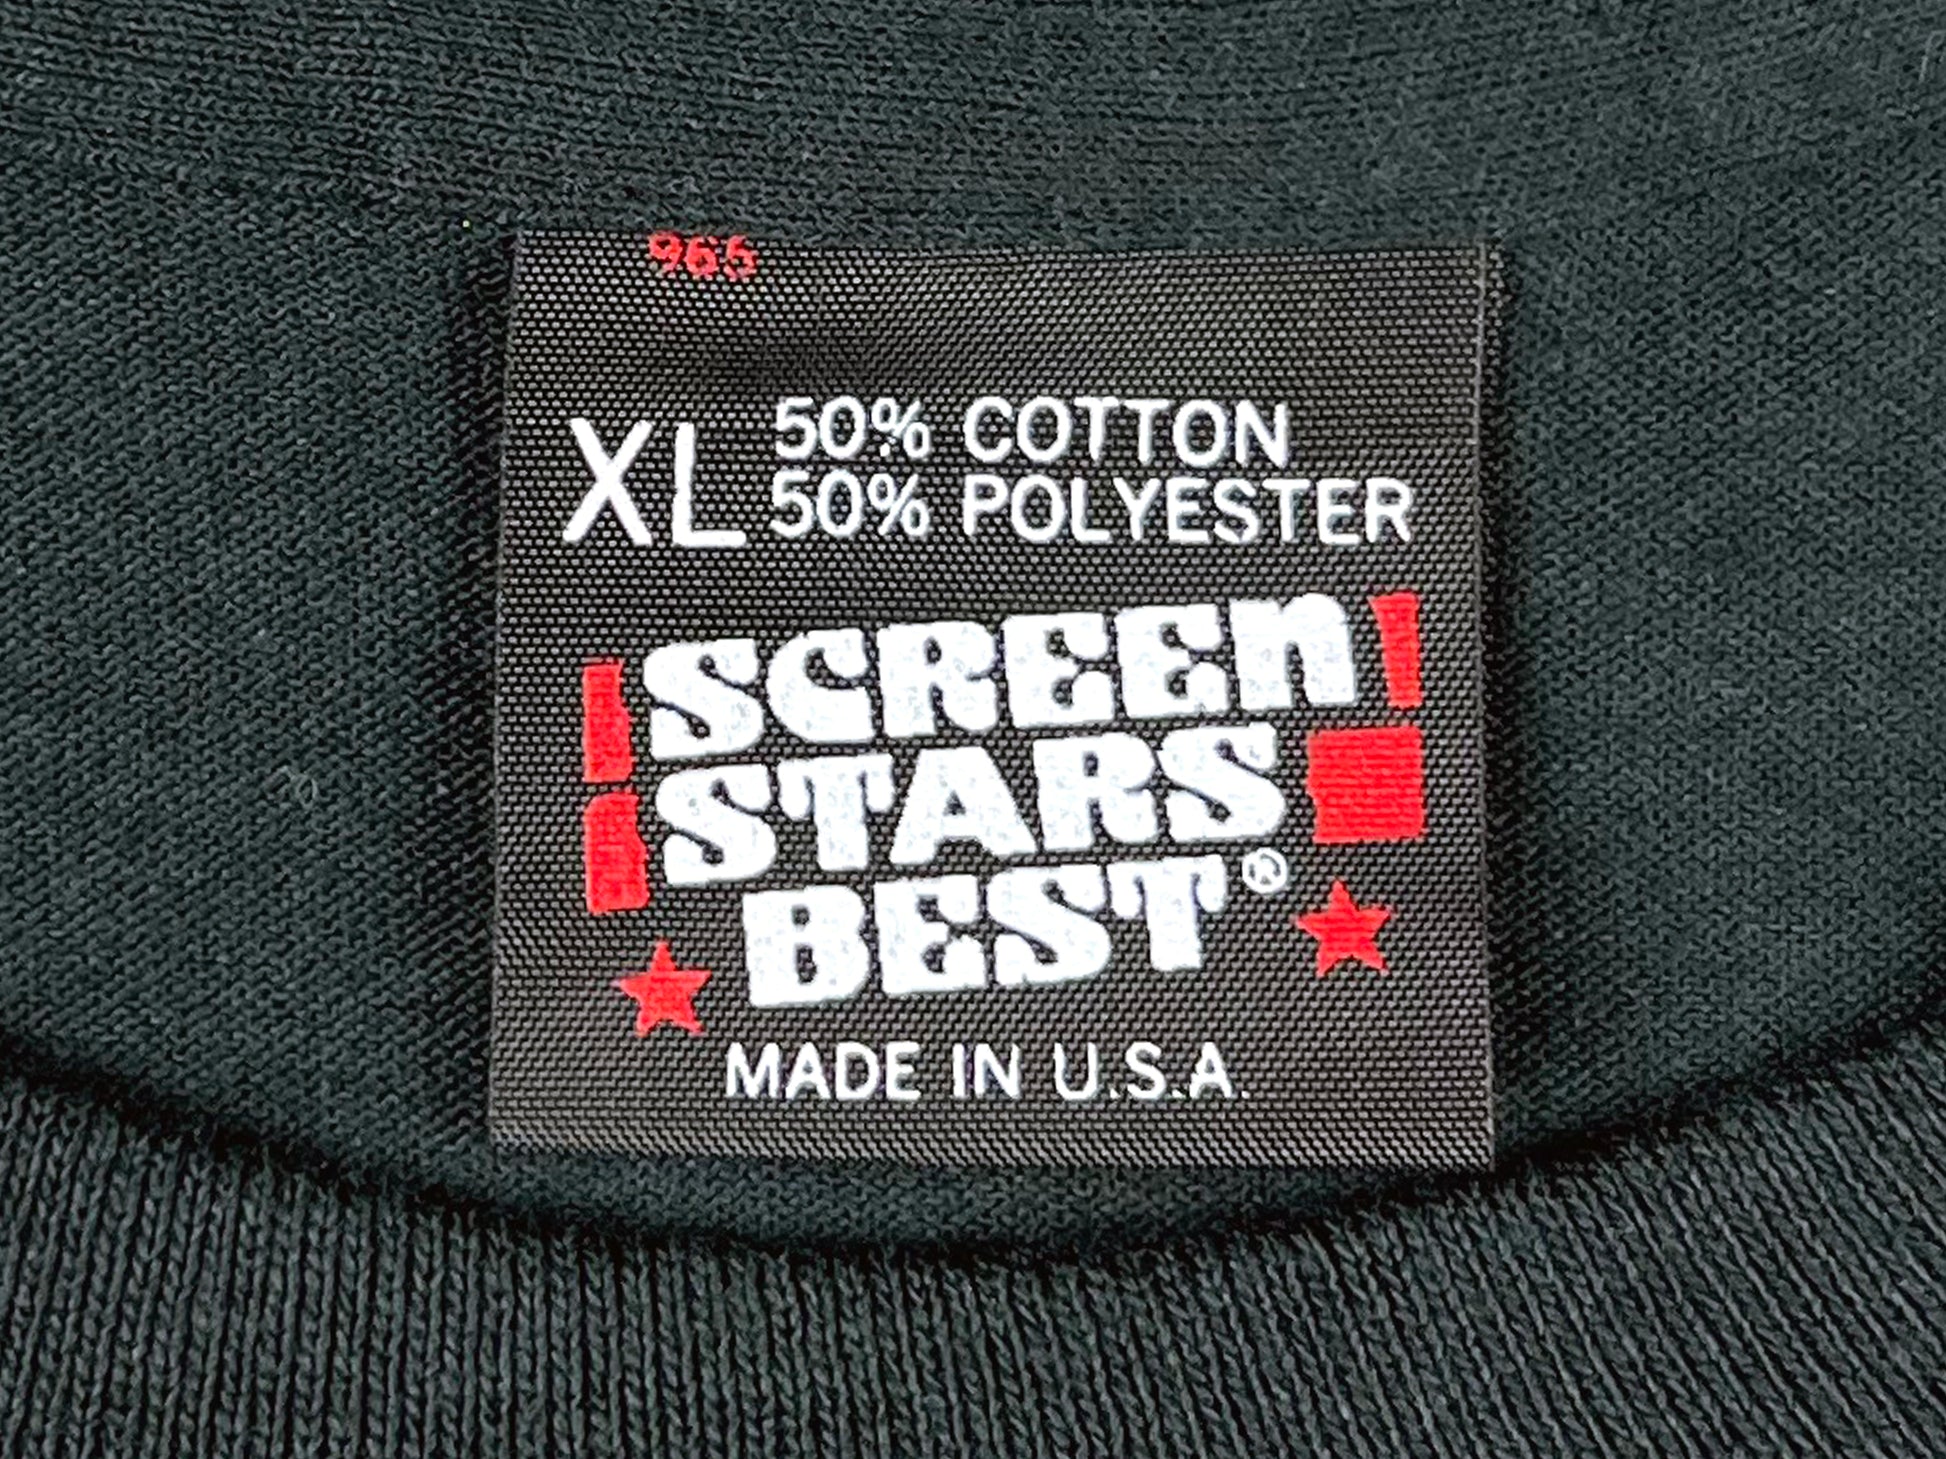 965
XL 50% COTTON
50% POLYESTER
SCREEN
STARS
BEST®
MADE IN U.S.A.